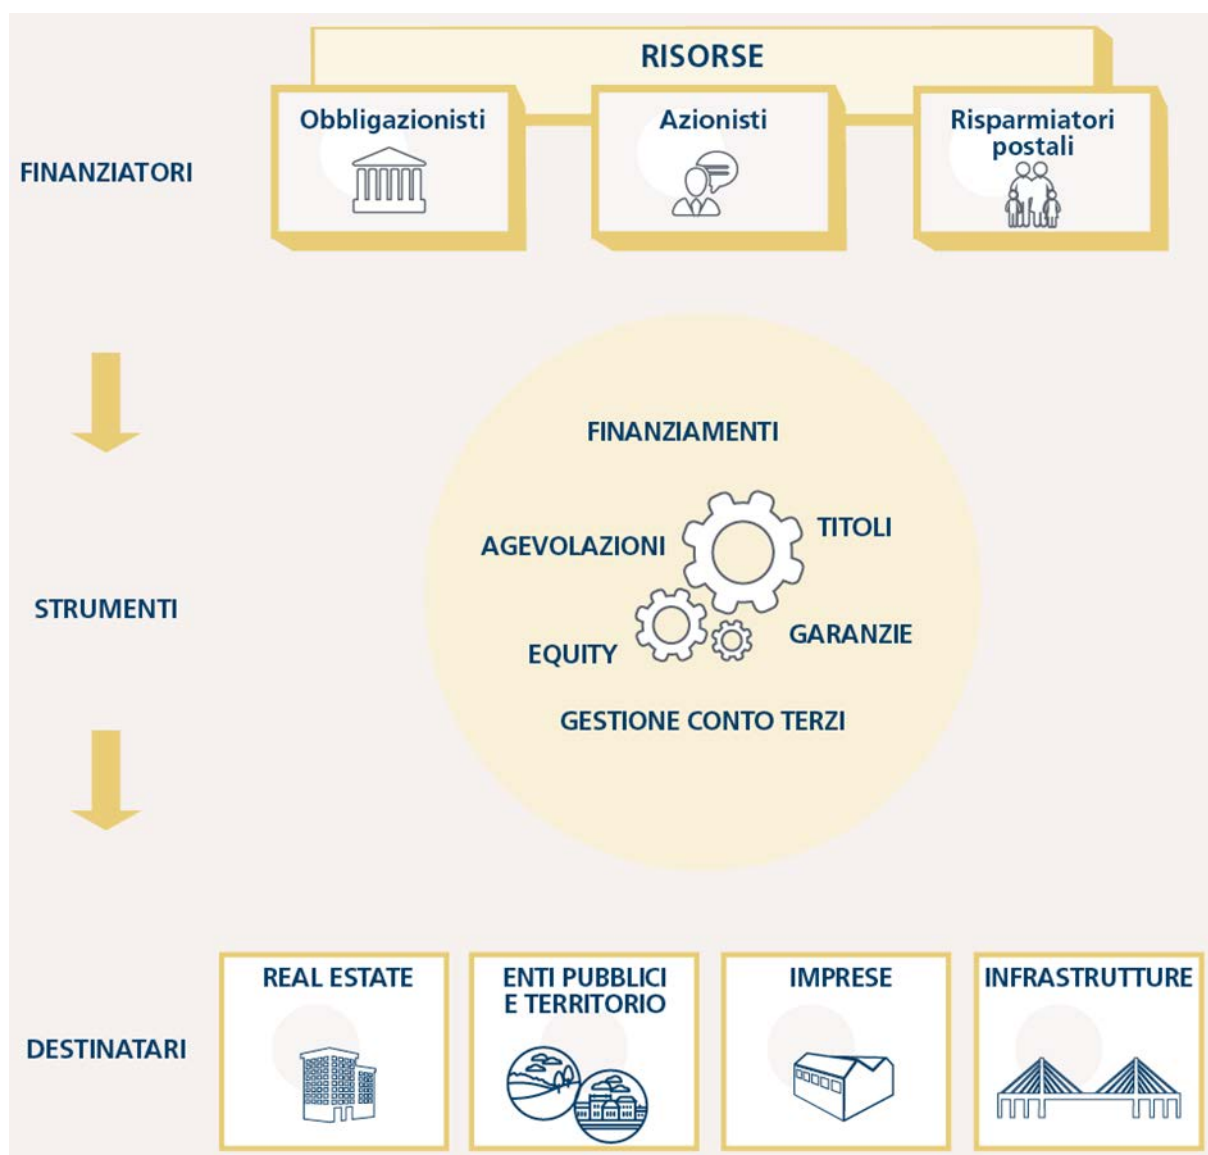 RISORSE
Obbligazionisti
Azionisti
Risparmiatori
postali
FINANZIATORI
FINANZIAMENTI
TITOLI
AGEVOLAZIONI
STRUMENTI
GARANZIE
EQUITY
GESTIONE CONTO TERZI
REAL ESTATE
ENTI PUBBLICI
E TERRITORIO
IMPRESE
INFRASTRUTTURE
DESTINATARI